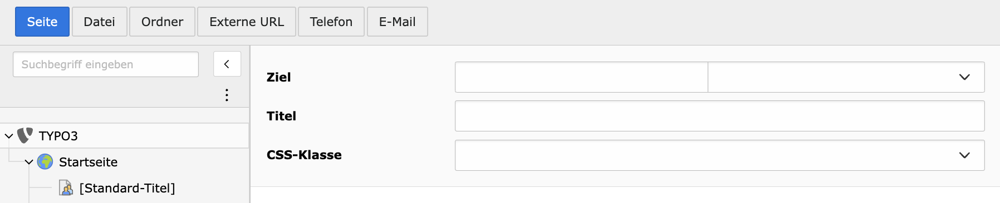 Seite Datei Ordner Externe URL Telefon E-Mail
Suchbegriff eingeben
TYPO3
Startseite
[Standard-Titel]
Ziel
Titel
CSS-Klasse